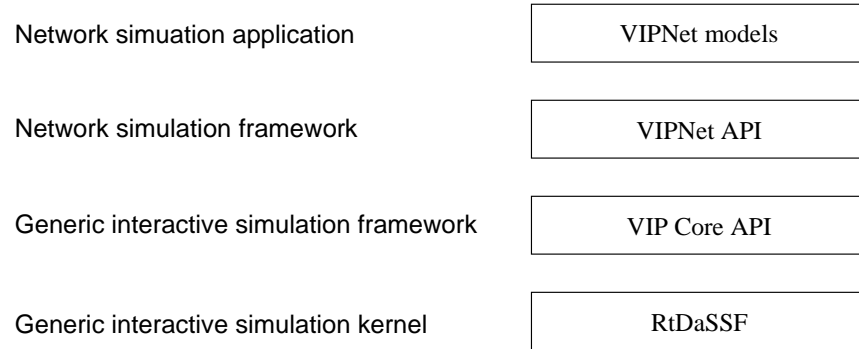 Network simuation application
VIPNet models
Network simulation framework
VIPNet API
Generic interactive simulation framework
VIP Core API
Generic interactive simulation kernel
RtDaSSF